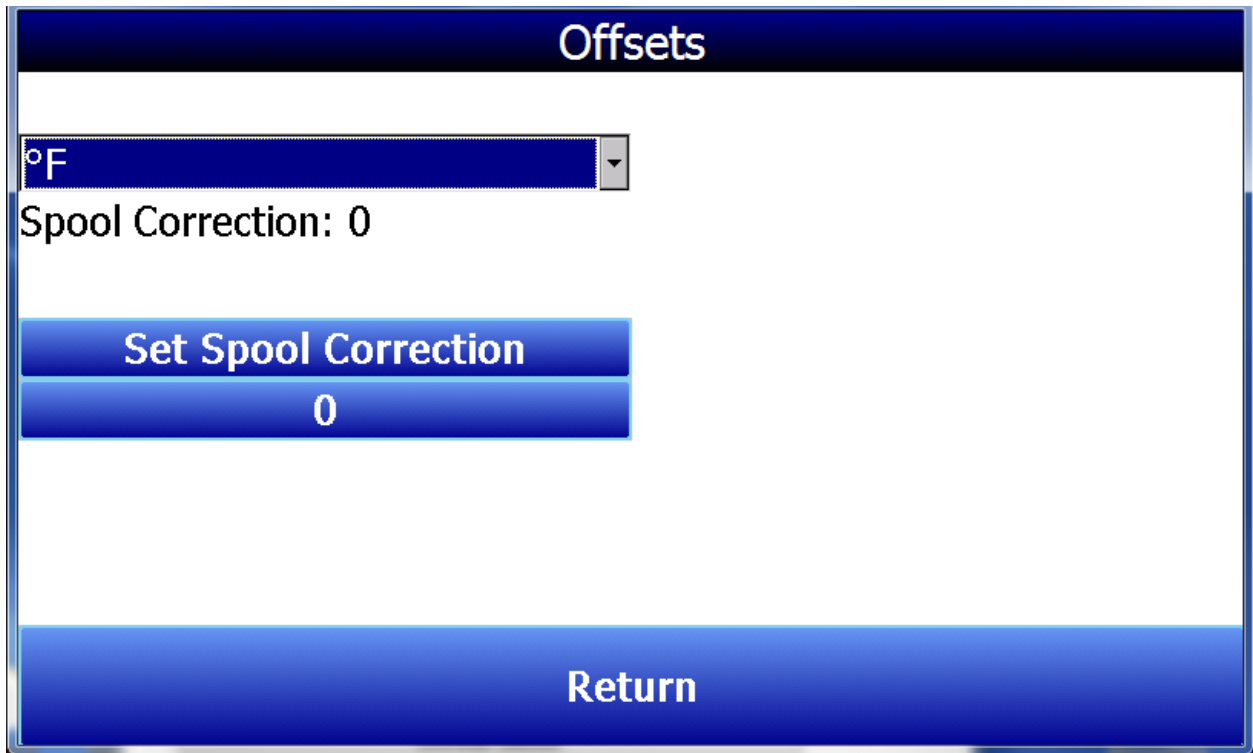 Offsets
°F
Spool Correction: 0
Set Spool Correction
0
Return